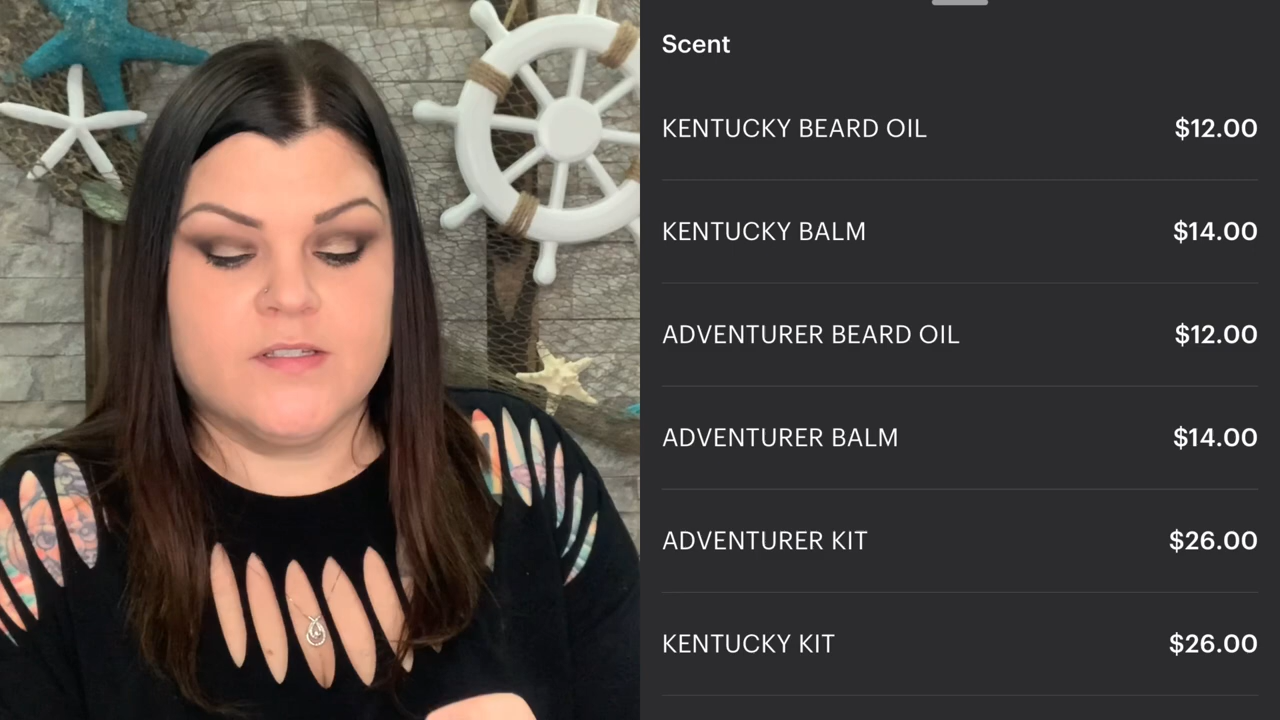 Scent
KENTUCKY BEARD OIL $12.00
KENTUCKY BALM $14.00
ADVENTURER BEARD OIL $12.00
ADVENTURER BALM $14.00
ADVENTURER KIT $26.00
KENTUCKY KIT $26.00